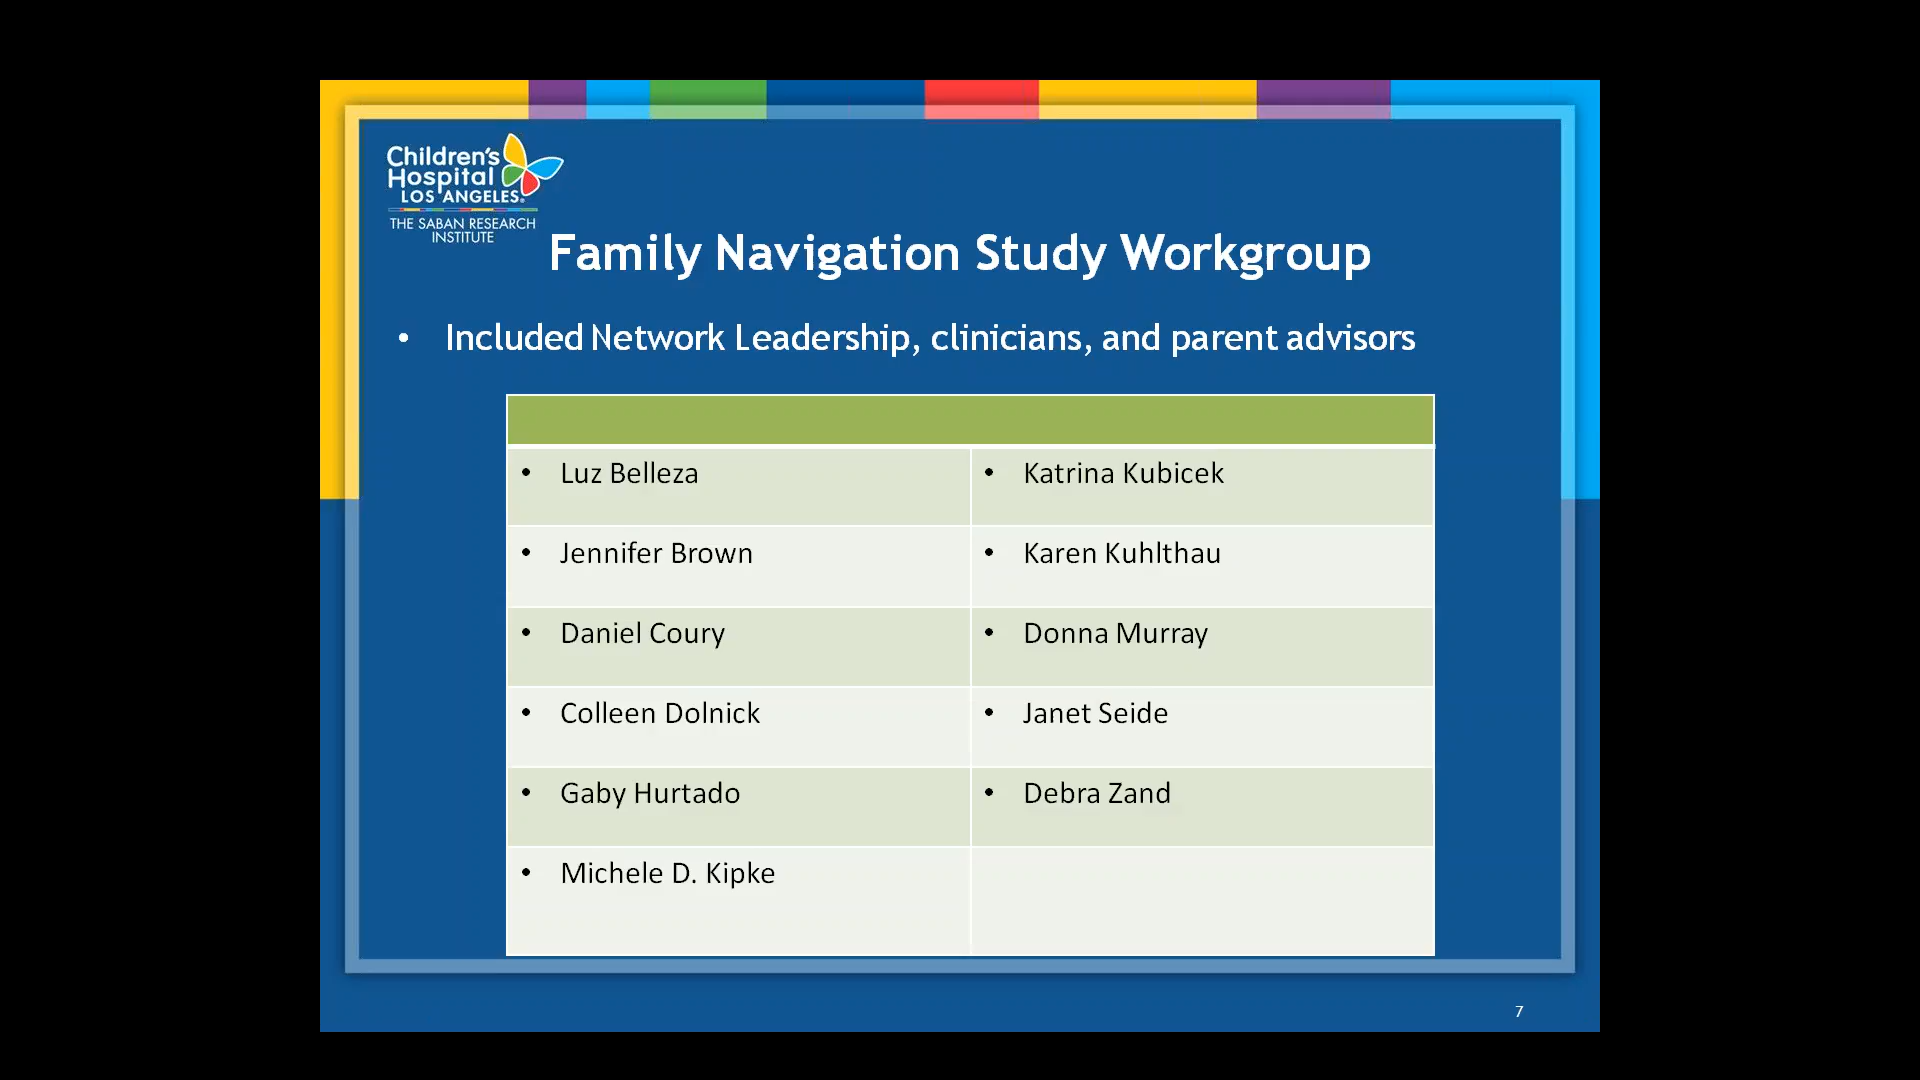 Children's
Hospital
LOS ANGELES®
THE SABAN RESEARCH
INSTITUTE
Family Navigation Study Workgroup
• Included Network Leadership, clinicians, and parent advisors
• Luz Belleza
• Katrina Kubicek
• Jennifer Brown
• Karen Kuhlthau
• Daniel Coury
• Donna Murray
• Colleen Dolnick
• Janet Seide
• Gaby Hurtado
• Debra Zand
• Michele D. Kipke
7